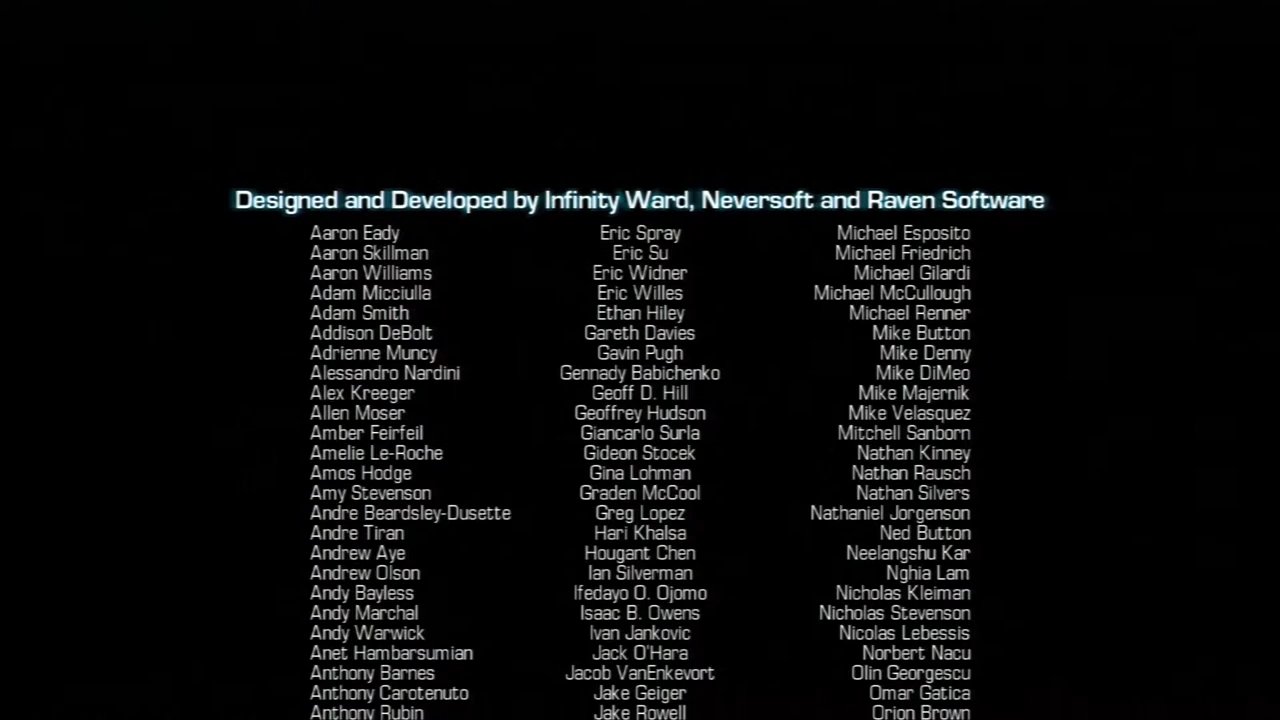 Designed and Developed by Infinity Ward, Neversoft and Raven Software
Aaron Eady Eric Spray Michael Esposito
Aaron Skillman Eric Su Michael Friedrich
Aaron Williams Eric Widner Michael Gilardi
Adam Micciulla Eric Willes Michael McCullough
Adam Smith Ethan Hiley Michael Renner
Addison DeBolt Gareth Davies Mike Button
Adrienne Muncy Gavin Pugh Mike Denny
Alessandro Nardini Gennady Babichenko Mike DiMeo
Alex Kreeger Geoff D. Hill Mike Majernik
Allen Moser Geoffrey Hudson Mike Velasquez
Amber Feirfeil Giancarlo Surla Mitchell Sanborn
Amelie Le-Roche Gideon Stocek Nathan Kinney
Amos Hodge Gina Lohman Nathan Rausch
Amy Stevenson Graden McCool Nathan Silvers
Andre Beardsley-Dusette Greg Lopez Nathaniel Jorgenson
Andre Tiran Hari Khalsa Ned Button
Andrew Aye Hougant Chen Neelangshu Kar
Andrew Olson Ian Silverman Nghia Lam
Andy Bayless Ifedayo O. Ojomo Nicholas Kleiman
Andy Marchal Isaac B. Owens Nicholas Stevenson
Andy Warwick Ivan Jankovic Nicolas Lebessis
Anet Hambarsumian Jack O'Hara Norbert Nacu
Anthony Barnes Jacob VanEnkevort Olin Georgescu
Anthony Carotenuto Jake Geiger Omar Gatica
Anthony Rubin Jake Rowell Orion Brown